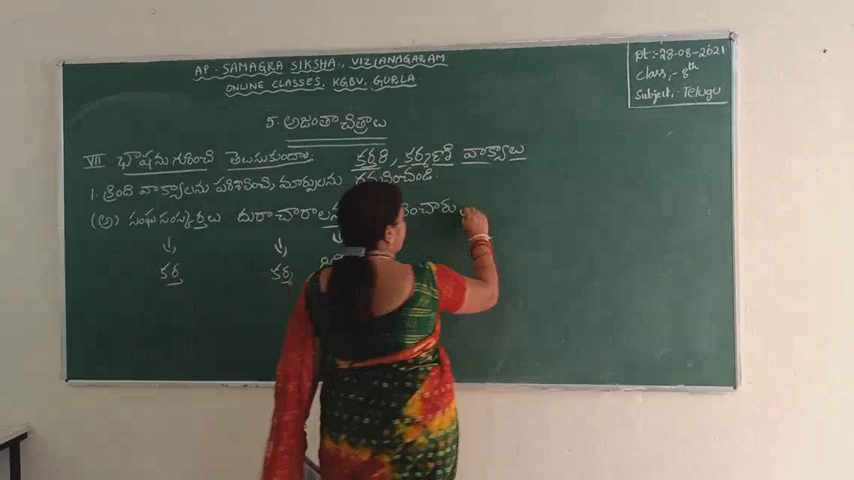 AP - SAMAGRA SIKSHA., VIZIANAGARAM
ONLINE CLASSES, KGBV, GURLA
Dt:- 28-08-2021
Class:- 8th
Subject:- Telugu
5. అజంతా చిత్రాలు
VII భాషను గురించి తెలుసుకుందాం కర్తరి, కర్మణి వాక్యాలు
1. క్రింది వాక్యాలను పరిశీలించి, మార్పులను గమనించండి.
(అ) సంఘసంస్కర్తలు దురాచారాలను
కర్త కర్మ